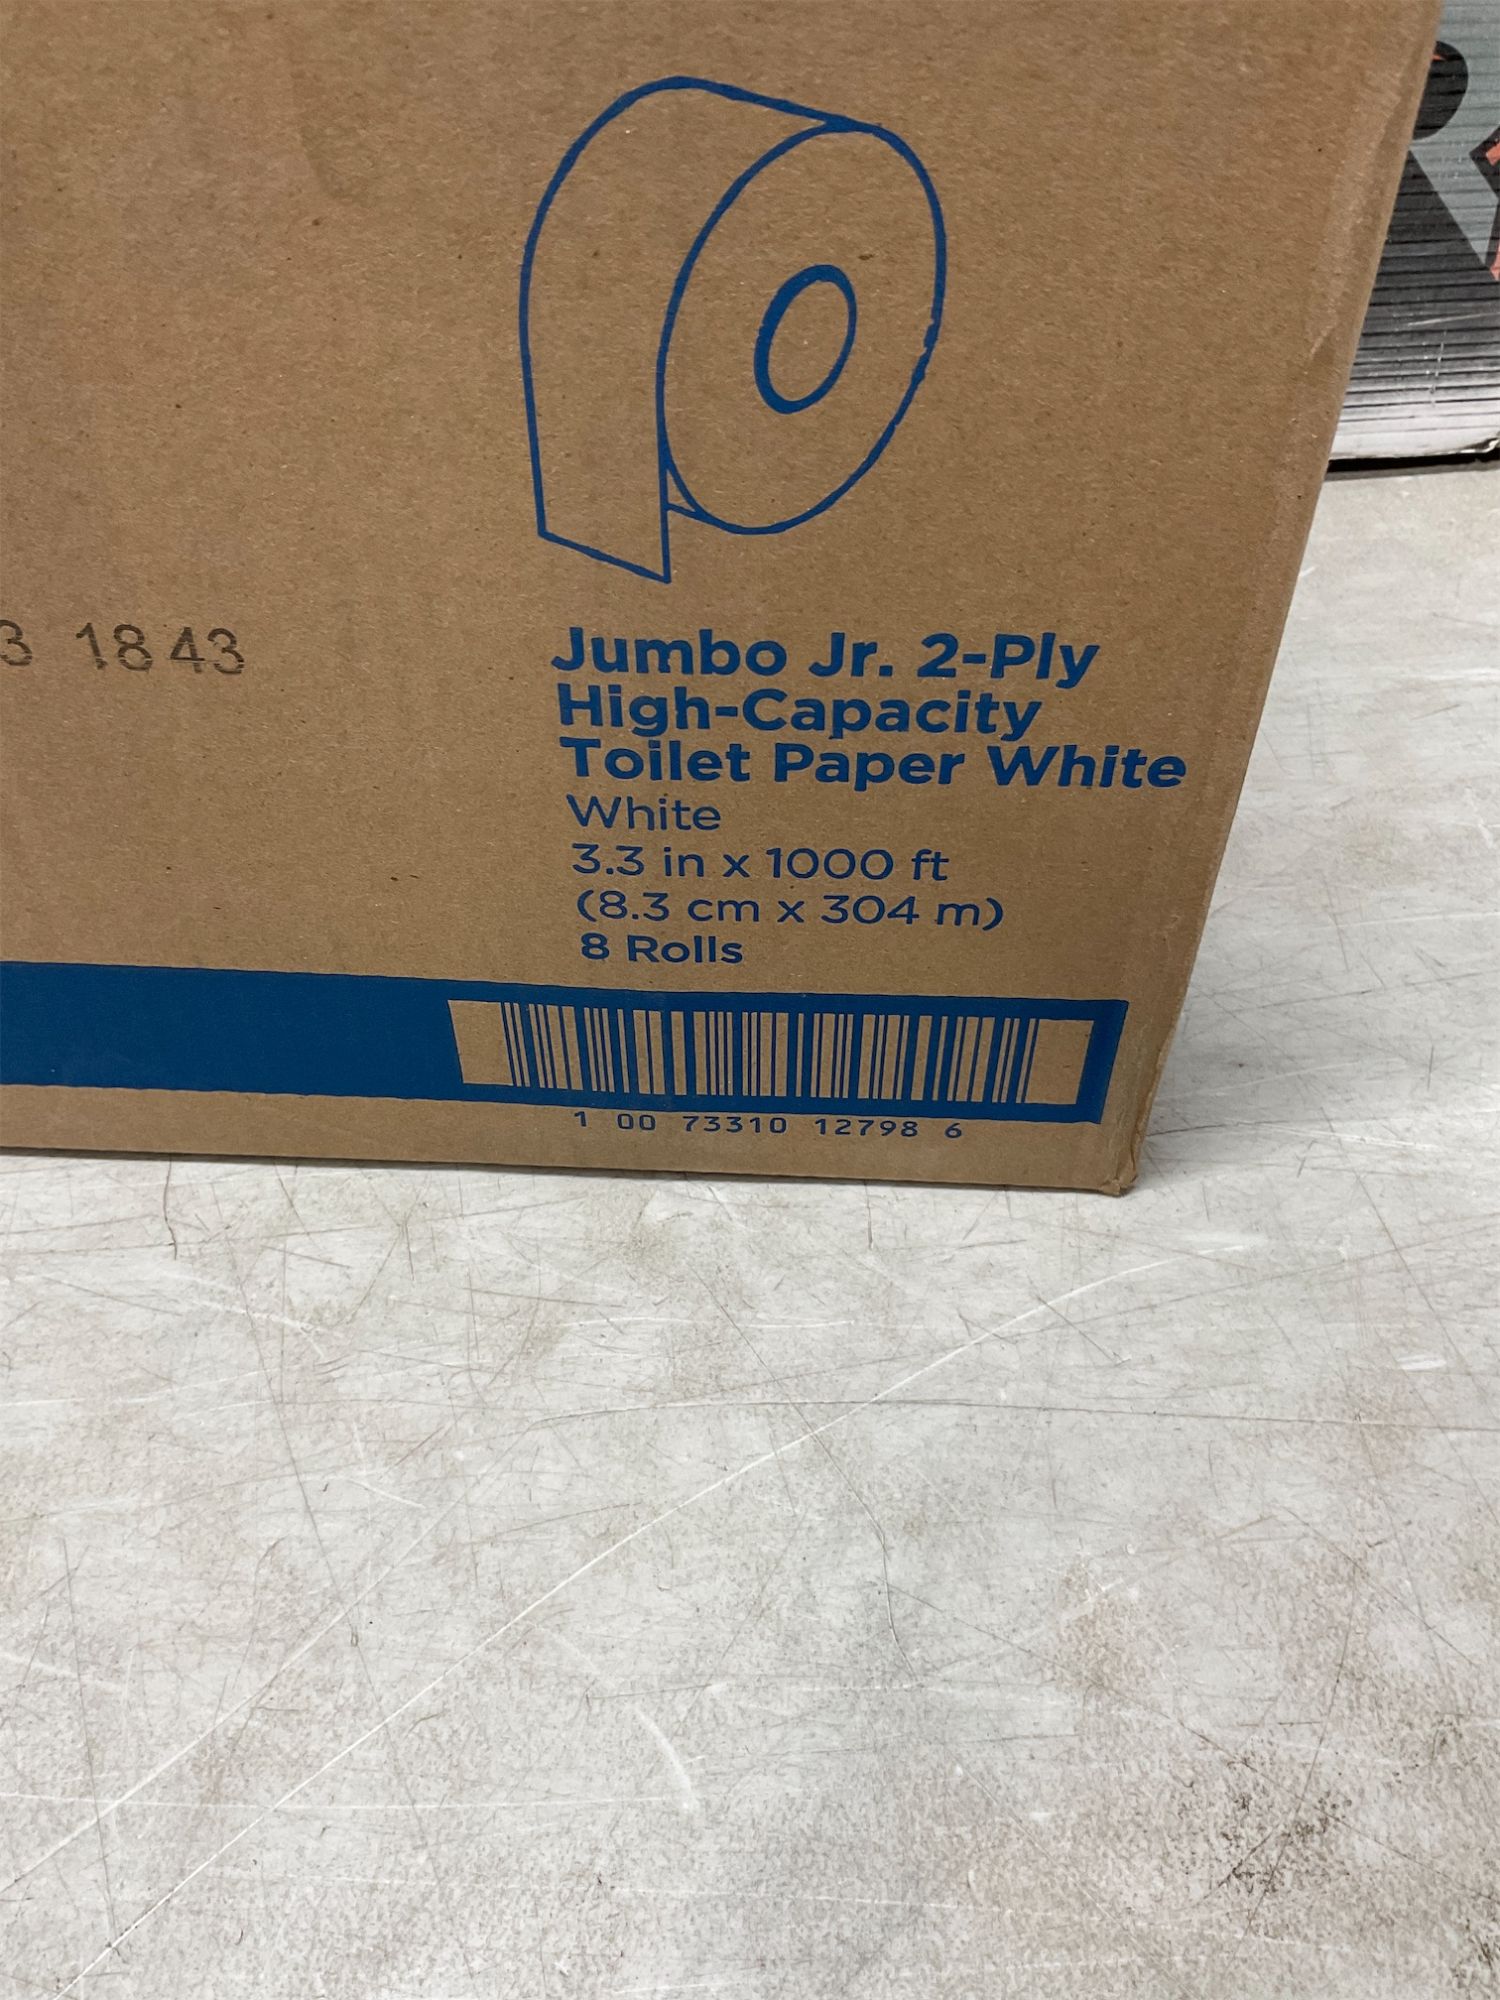 3 1843
Jumbo Jr. 2-Ply
High-Capacity
Toilet Paper White
White
3.3 in x 1000 ft
(8.3 cm x 304 m)
8 Rolls
1 00 73310 12798 6